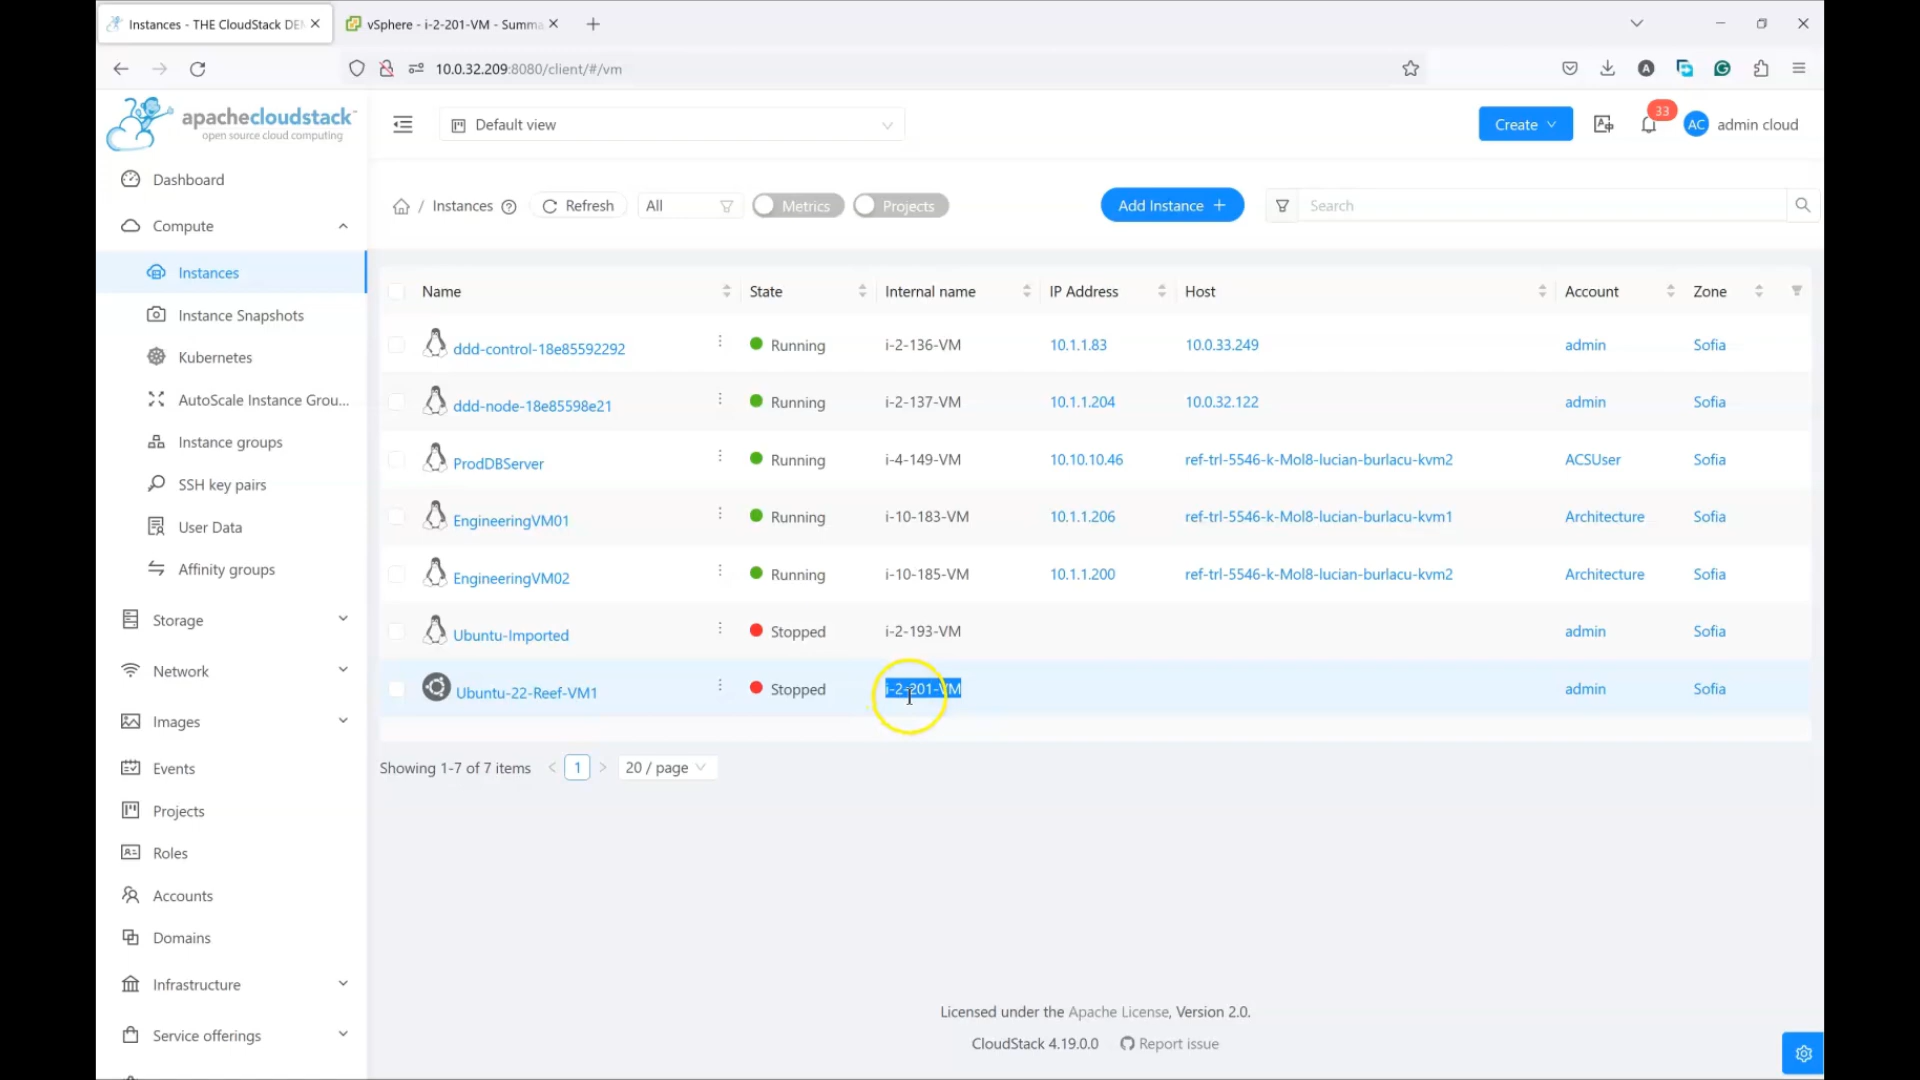 Instances - THE CloudStack DEM
vSphere - i-2-201-VM - Summa
10.0.32.209:8080/client/#/vm
A
G
apachecloudstack™
open source cloud computing
Default view
Create
33
AC admin cloud
Dashboard
/ Instances
Refresh
All
Metrics
Projects
Add Instance +
Search
Compute
Instances
Instance Snapshots
Kubernetes
AutoScale Instance Grou...
Instance groups
SSH key pairs
User Data
Affinity groups
Storage
Network
Images
Events
Projects
Roles
Accounts
Domains
Infrastructure
Service offerings
Name State Internal name IP Address Host Account Zone
ddd-control-18e85592292 Running i-2-136-VM 10.1.1.83 10.0.33.249 admin Sofia
ddd-node-18e85598e21 Running i-2-137-VM 10.1.1.204 10.0.32.122 admin Sofia
ProdDBServer Running i-4-149-VM 10.10.10.46 ref-trl-5546-k-Mol8-lucian-burlacu-kvm2 ACSUser Sofia
EngineeringVM01 Running i-10-183-VM 10.1.1.206 ref-trl-5546-k-Mol8-lucian-burlacu-kvm1 Architecture Sofia
EngineeringVM02 Running i-10-185-VM 10.1.1.200 ref-trl-5546-k-Mol8-lucian-burlacu-kvm2 Architecture Sofia
Ubuntu-Imported Stopped i-2-193-VM admin Sofia
Ubuntu-22-Reef-VM1 Stopped i-2-201-VM admin Sofia
Showing 1-7 of 7 items < 1 > 20 / page
Licensed under the Apache License, Version 2.0.
CloudStack 4.19.0.0 Report issue